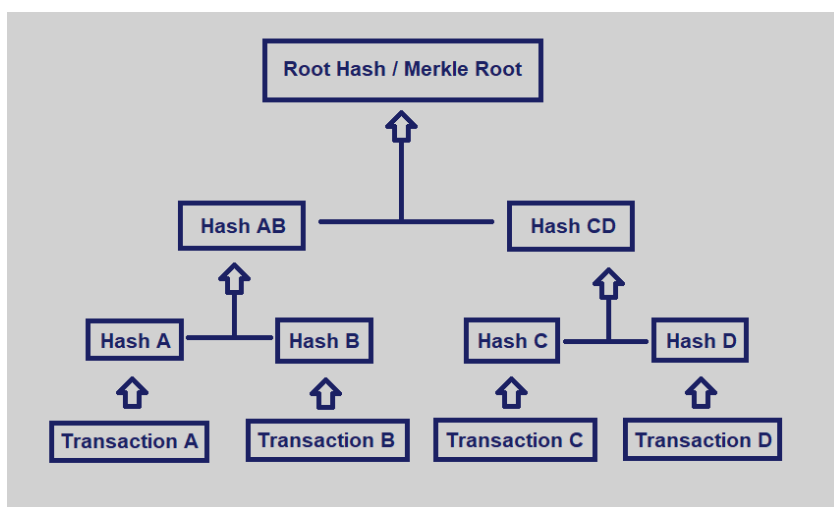 Root Hash / Merkle Root
Hash AB
Hash CD
Hash A
Hash B
Hash C
Hash D
Transaction A
Transaction B
Transaction C
Transaction D